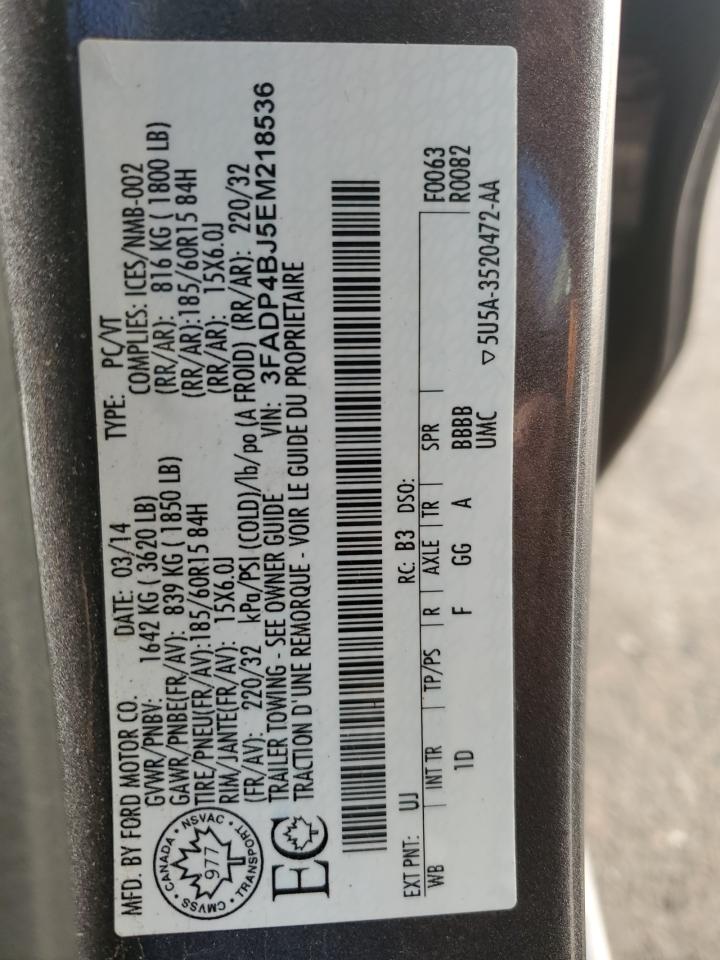 MFD. BY FORD MOTOR CO.
DATE: 03/14 TYPE: PC/VT
GVWR/PNBV: 1642 KG ( 3620 LB) COMPLIES: ICES/NMB-002
GAWR/PNBE(FR/AV): 839 KG ( 1850 LB) (RR/AR): 816 KG ( 1800 LB)
TIRE/PNEU(FR/AV):185/60R15 84H (RR/AR):185/60R15 84H
RIM/JANTE(FR/AV): 15X6.0J (RR/AR): 15X6.0J
(FR/AV): 220/32 kPa/PSI (COLD)/lb/po (A FROID) (RR/AR): 220/32
TRAILER TOWING - SEE OWNER GUIDE VIN: 3FADP4BJ5EM218536
TRACTION D'UNE REMORQUE - VOIR LE GUIDE DU PROPRIETAIRE
CANADA • NSVAC • TRANSPORT • CMVSS •
977
EC
EXT PNT: UJ RC: B3 DSO: F0063
WB INT TR TP/PS R AXLE TR SPR R0082
1D F GG A BBBB
UMC
▽ 5U5A-3520472-AA